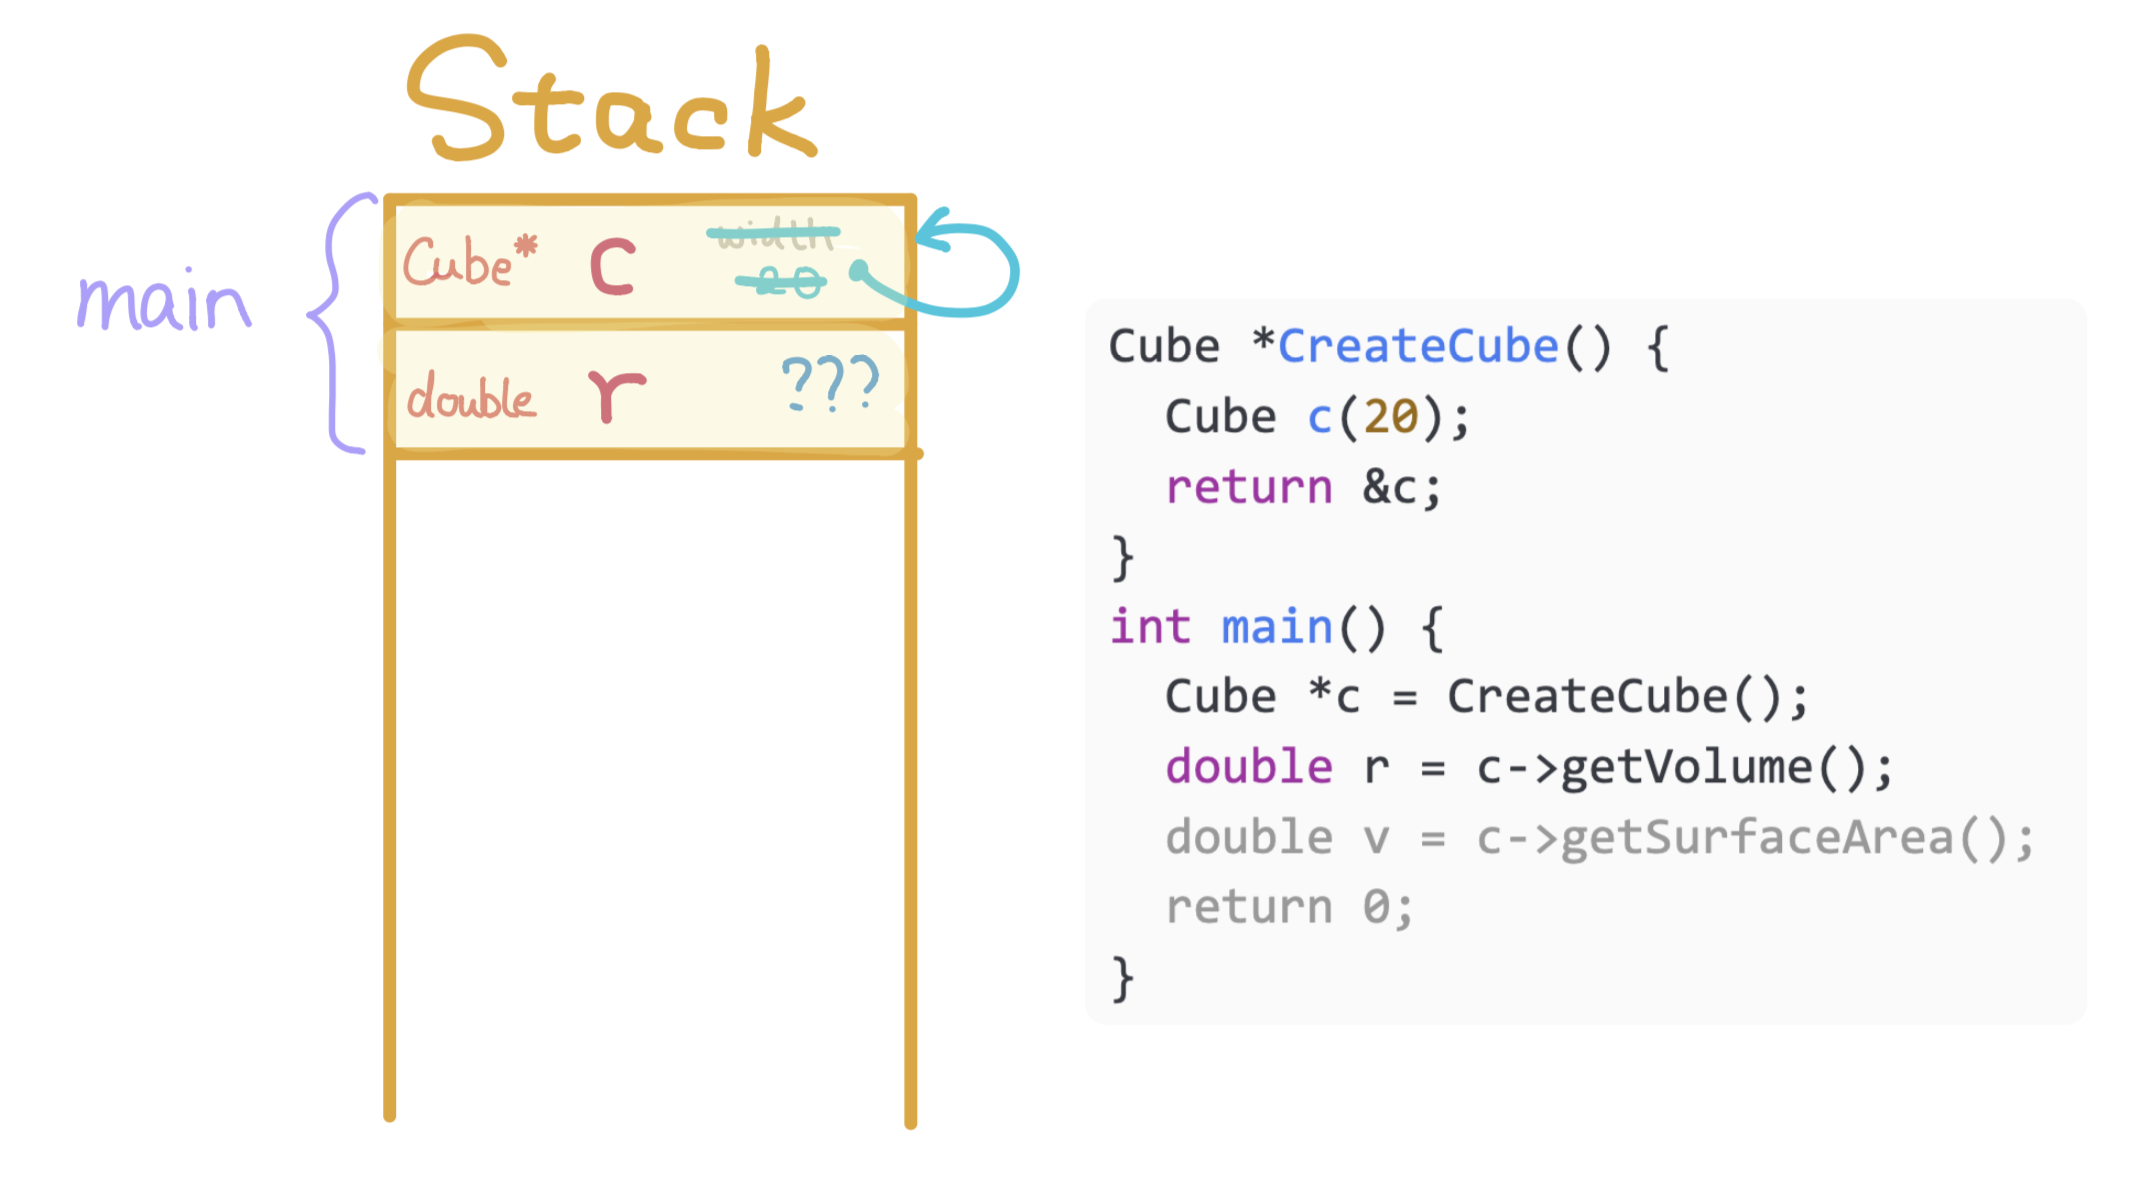 Stack
main
Cube* c width
20
double r ???
Cube *CreateCube() {
Cube c(20);
return &c;
}
int main() {
Cube *c = CreateCube();
double r = c->getVolume();
double v = c->getSurfaceArea();
return 0;
}